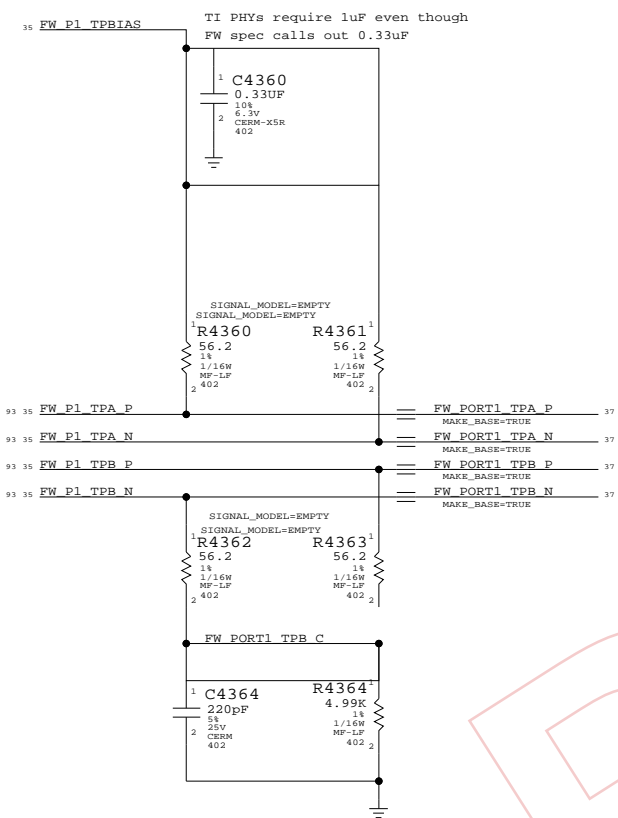 TI PHYs require 1uF even though
35 FW_P1_TPBIAS
FW spec calls out 0.33uF
1 C4360
0.33UF
10%
6.3V
2 CERM-X5R
402
SIGNAL_MODEL=EMPTY
SIGNAL_MODEL=EMPTY
1 R4360
56.2
1%
1/16W
MF-LF
2 402
R4361 1
56.2
1%
1/16W
MF-LF
402 2
93 35 FW_P1_TPA_P
FW_PORT1_TPA_P 37
MAKE_BASE=TRUE
93 35 FW_P1_TPA_N
FW_PORT1_TPA_N 37
MAKE_BASE=TRUE
93 35 FW_P1_TPB_P
FW_PORT1_TPB_P 37
MAKE_BASE=TRUE
93 35 FW_P1_TPB_N
FW_PORT1_TPB_N 37
MAKE_BASE=TRUE
SIGNAL_MODEL=EMPTY
SIGNAL_MODEL=EMPTY
1 R4362
56.2
1%
1/16W
MF-LF
2 402
R4363 1
56.2
1%
1/16W
MF-LF
402 2
FW_PORT1_TPB_C
1 C4364
220pF
5%
25V
2 CERM
402
R4364 1
4.99K
1%
1/16W
MF-LF
402 2